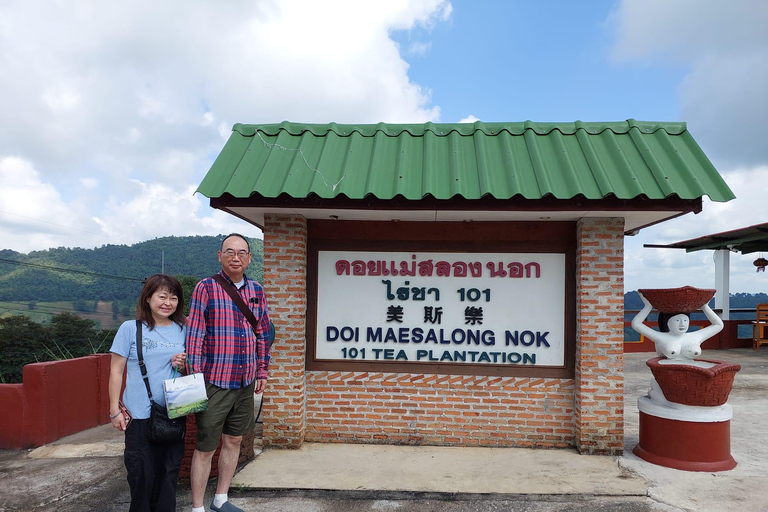 ดอยแม่สลองนอก
ไร่ชา 101
美斯樂
DOI MAESALONG NOK
101 TEA PLANTATION